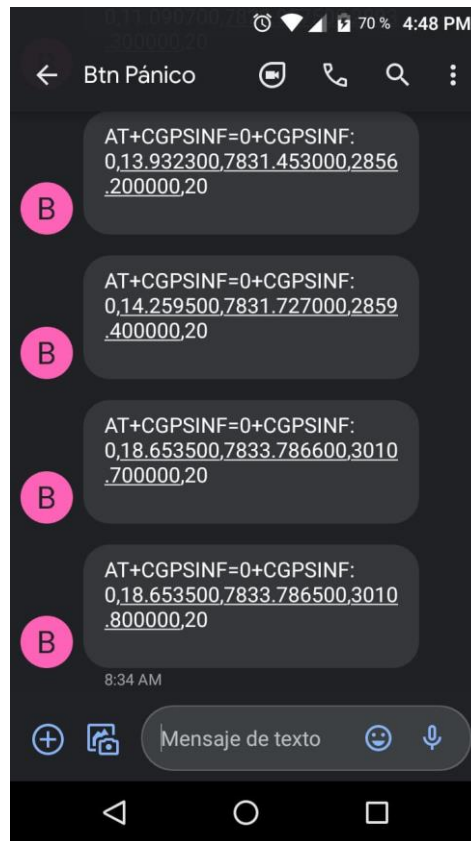 70 % 4:48 PM
Btn Pánico
AT+CGPSINF=0+CGPSINF:
0,13.932300,7831.453000,2856
.200000,20
B
AT+CGPSINF=0+CGPSINF:
0,14.259500,7831.727000,2859
.400000,20
B
AT+CGPSINF=0+CGPSINF:
0,18.653500,7833.786600,3010
.700000,20
B
AT+CGPSINF=0+CGPSINF:
0,18.653500,7833.786500,3010
.800000,20
B
8:34 AM
Mensaje de texto